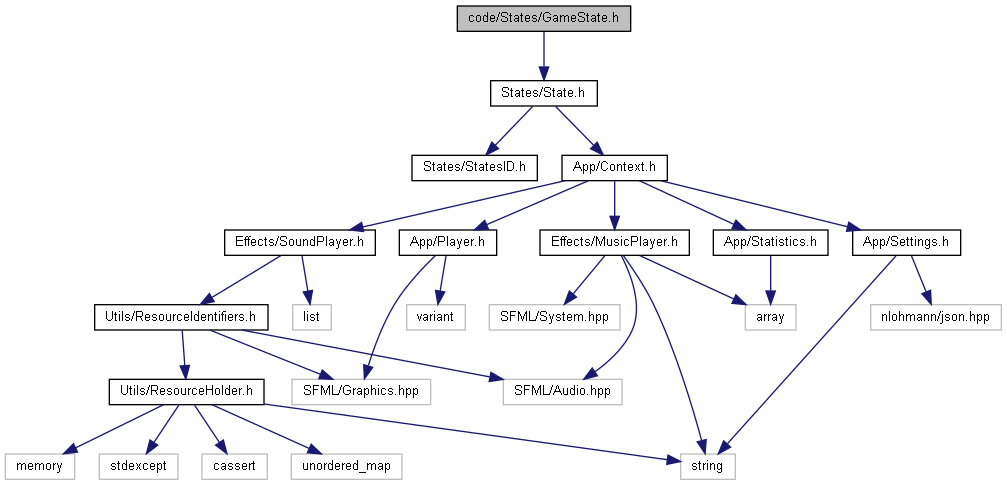 code/States/GameState.h
States/State.h
States/StatesID.h
App/Context.h
Effects/SoundPlayer.h
App/Player.h
Effects/MusicPlayer.h
App/Statistics.h
App/Settings.h
Utils/ResourceIdentifiers.h
list
variant
SFML/System.hpp
array
nlohmann/json.hpp
Utils/ResourceHolder.h
SFML/Graphics.hpp
SFML/Audio.hpp
memory
stdexcept
cassert
unordered_map
string